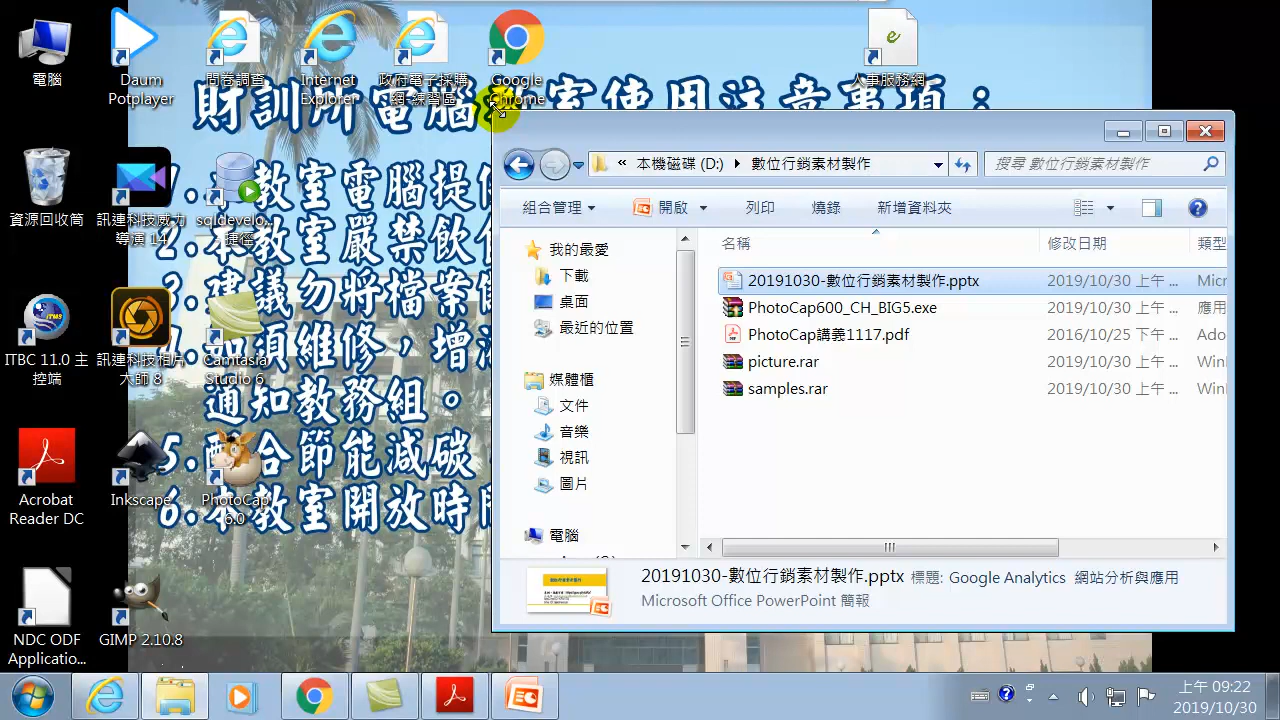 電腦
Daum
Potplayer
問卷調查
Internet
Explorer
政府電子採購
網-練習區
Google
Chrome
人事服務網
財訓所電腦教室使用注意事項：
資源回收筒
訊連科技威力
導演 14
sqldevelo...
- 捷徑
1.本教室電腦提供
2.本教室嚴禁飲食
3.建議勿將檔案儲
ITBC 11.0 主
控端
訊連科技相片
大師 8
Camtasia
Studio 6
4.如須維修，增添
通知教務組。
5.配合節能減碳
6.本教室開放時間
Acrobat
Reader DC
Inkscape
PhotoCap
6.0
NDC ODF
Applicatio...
GIMP 2.10.8
« 本機磁碟 (D:) 數位行銷素材製作
搜尋 數位行銷素材製作
組合管理 開啟 列印 燒錄 新增資料夾
我的最愛
下載
桌面
最近的位置
媒體櫃
文件
音樂
視訊
圖片
電腦
名稱 修改日期 類型
20191030-數位行銷素材製作.pptx 2019/10/30 上午 ... Micr
PhotoCap600_CH_BIG5.exe 2019/10/30 上午 ... 應用
PhotoCap講義1117.pdf 2016/10/25 下午 ... Ado
picture.rar 2019/10/30 上午 ... Win
samples.rar 2019/10/30 上午 ... Win
20191030-數位行銷素材製作.pptx 標題: Google Analytics 網站分析與應用
Microsoft Office PowerPoint 簡報
上午 09:22
2019/10/30